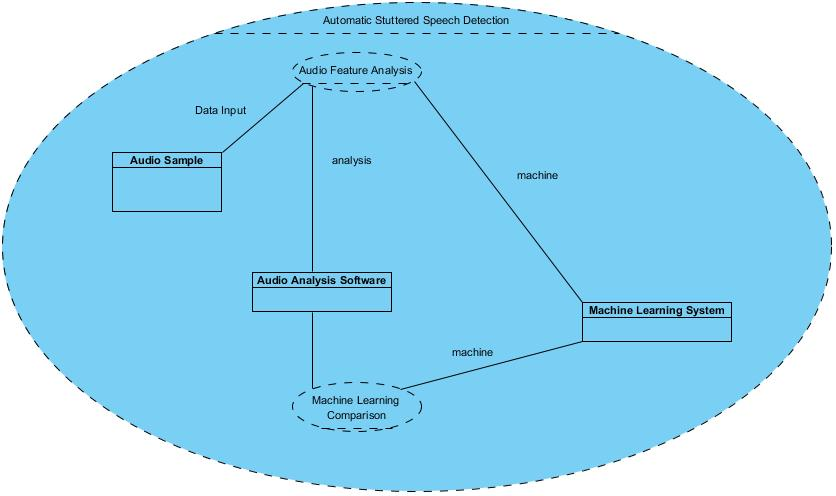 Automatic Stuttered Speech Detection
Audio Feature Analysis
Data Input
Audio Sample
analysis
machine
Audio Analysis Software
Machine Learning System
machine
Machine Learning
Comparison